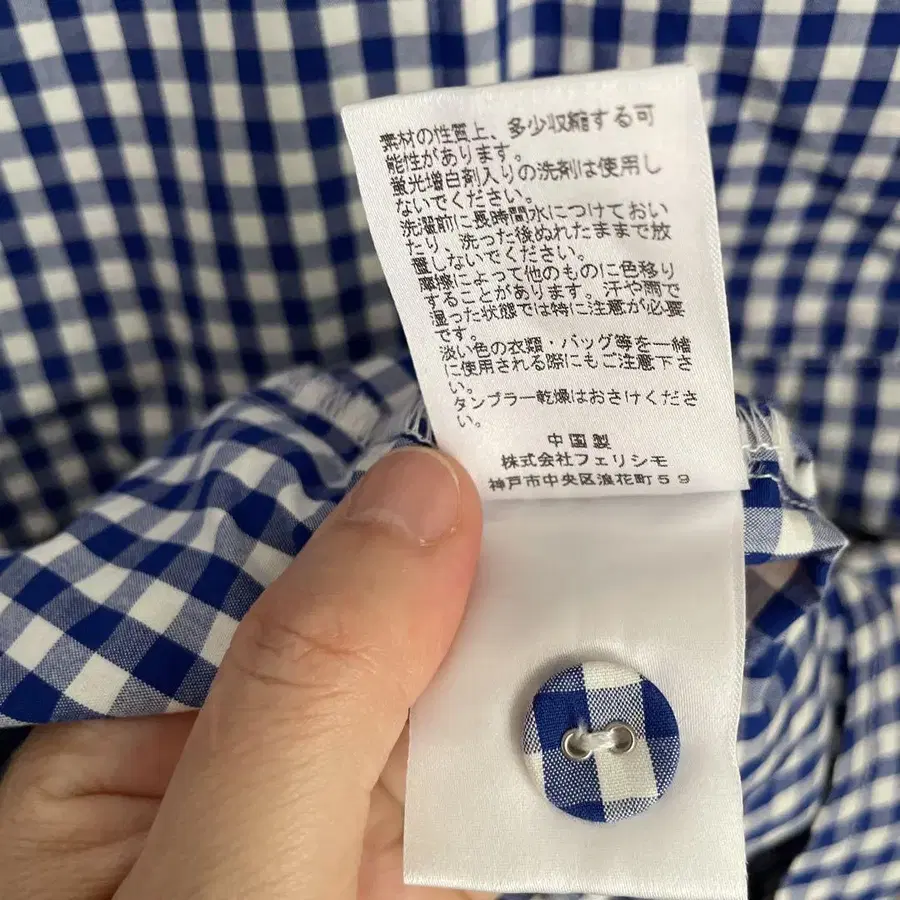 素材の性質上、多少収縮する可
能性があります。
蛍光増白剤入りの洗剤は使用し
ないでください。
洗濯前に長時間水につけておい
たり、洗った後ぬれたままで放
置しないでください。
摩擦によって他のものに色移り
することがあります。汗や雨で
湿った状態では特に注意が必要
です。
淡い色の衣類・バッグ等を一緒
に使用される際にもご注意下さ
い。
タンブラー乾燥はおさけくださ
い。
中国製
株式会社フェリシモ
神戸市中央区浪花町59